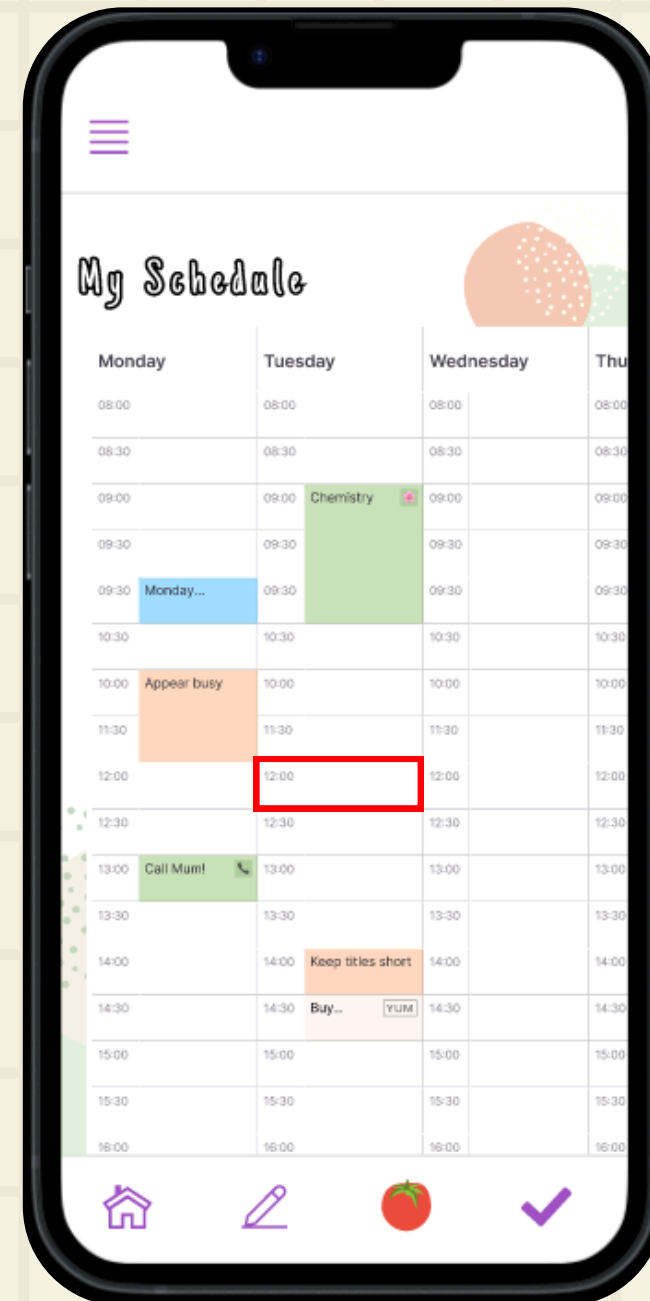 My Schedule
Monday Tuesday Wednesday Thu
08:00 08:00 08:00 08:00
08:30 08:30 08:30 08:30
09:00 09:00 Chemistry 09:00 09:00
09:30 09:30 09:30 09:30
09:30 Monday... 09:30 09:30 09:30
10:30 10:30 10:30 10:30
10:00 Appear busy 10:00 10:00 10:00
11:30 11:30 11:30 11:30
12:00 12:00 12:00 12:00
12:30 12:30 12:30 12:30
13:00 Call Mum! 13:00 13:00 13:00
13:30 13:30 13:30 13:30
14:00 14:00 Keep titles short 14:00 14:00
14:30 14:30 Buy... YUM 14:30 14:30
15:00 15:00 15:00 15:00
15:30 15:30 15:30 15:30
16:00 16:00 16:00 16:00